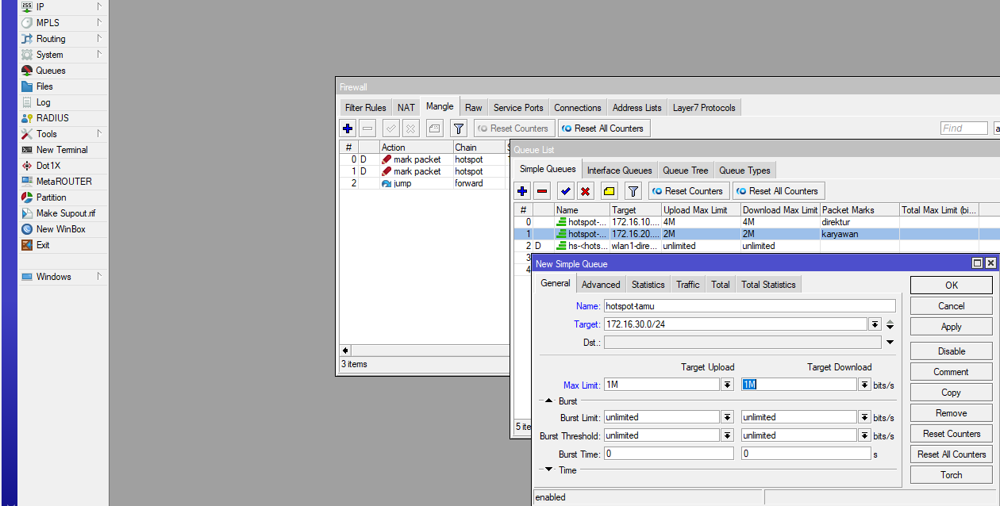 IP
MPLS
Routing
System
Queues
Files
Log
RADIUS
Tools
New Terminal
Dot1X
MetaROUTER
Partition
Make Supout.rif
New WinBox
Exit
Windows
Firewall
Filter Rules NAT Mangle Raw Service Ports Connections Address Lists Layer7 Protocols
Reset Counters Reset All Counters Find
# Action Chain
0 D mark packet hotspot
1 D mark packet hotspot
2 jump forward
3 items
Queue List
Simple Queues Interface Queues Queue Tree Queue Types
Reset Counters Reset All Counters
# Name Target Upload Max Limit Download Max Limit Packet Marks Total Max Limit (bi...
0 hotspot-... 172.16.10.... 4M 4M direktur
1 hotspot-... 172.16.20.... 2M 2M karyawan
2 D hs-<hots... wlan1-dire... unlimited unlimited
3
4
5 ite
New Simple Queue
General Advanced Statistics Traffic Total Total Statistics
Name: hotspot-tamu
Target: 172.16.30.0/24
Dst.:
Target Upload Target Download
Max Limit: 1M 1M bits/s
Burst
Burst Limit: unlimited unlimited bits/s
Burst Threshold: unlimited unlimited bits/s
Burst Time: 0 0 s
Time
enabled
OK
Cancel
Apply
Disable
Comment
Copy
Remove
Reset Counters
Reset All Counters
Torch